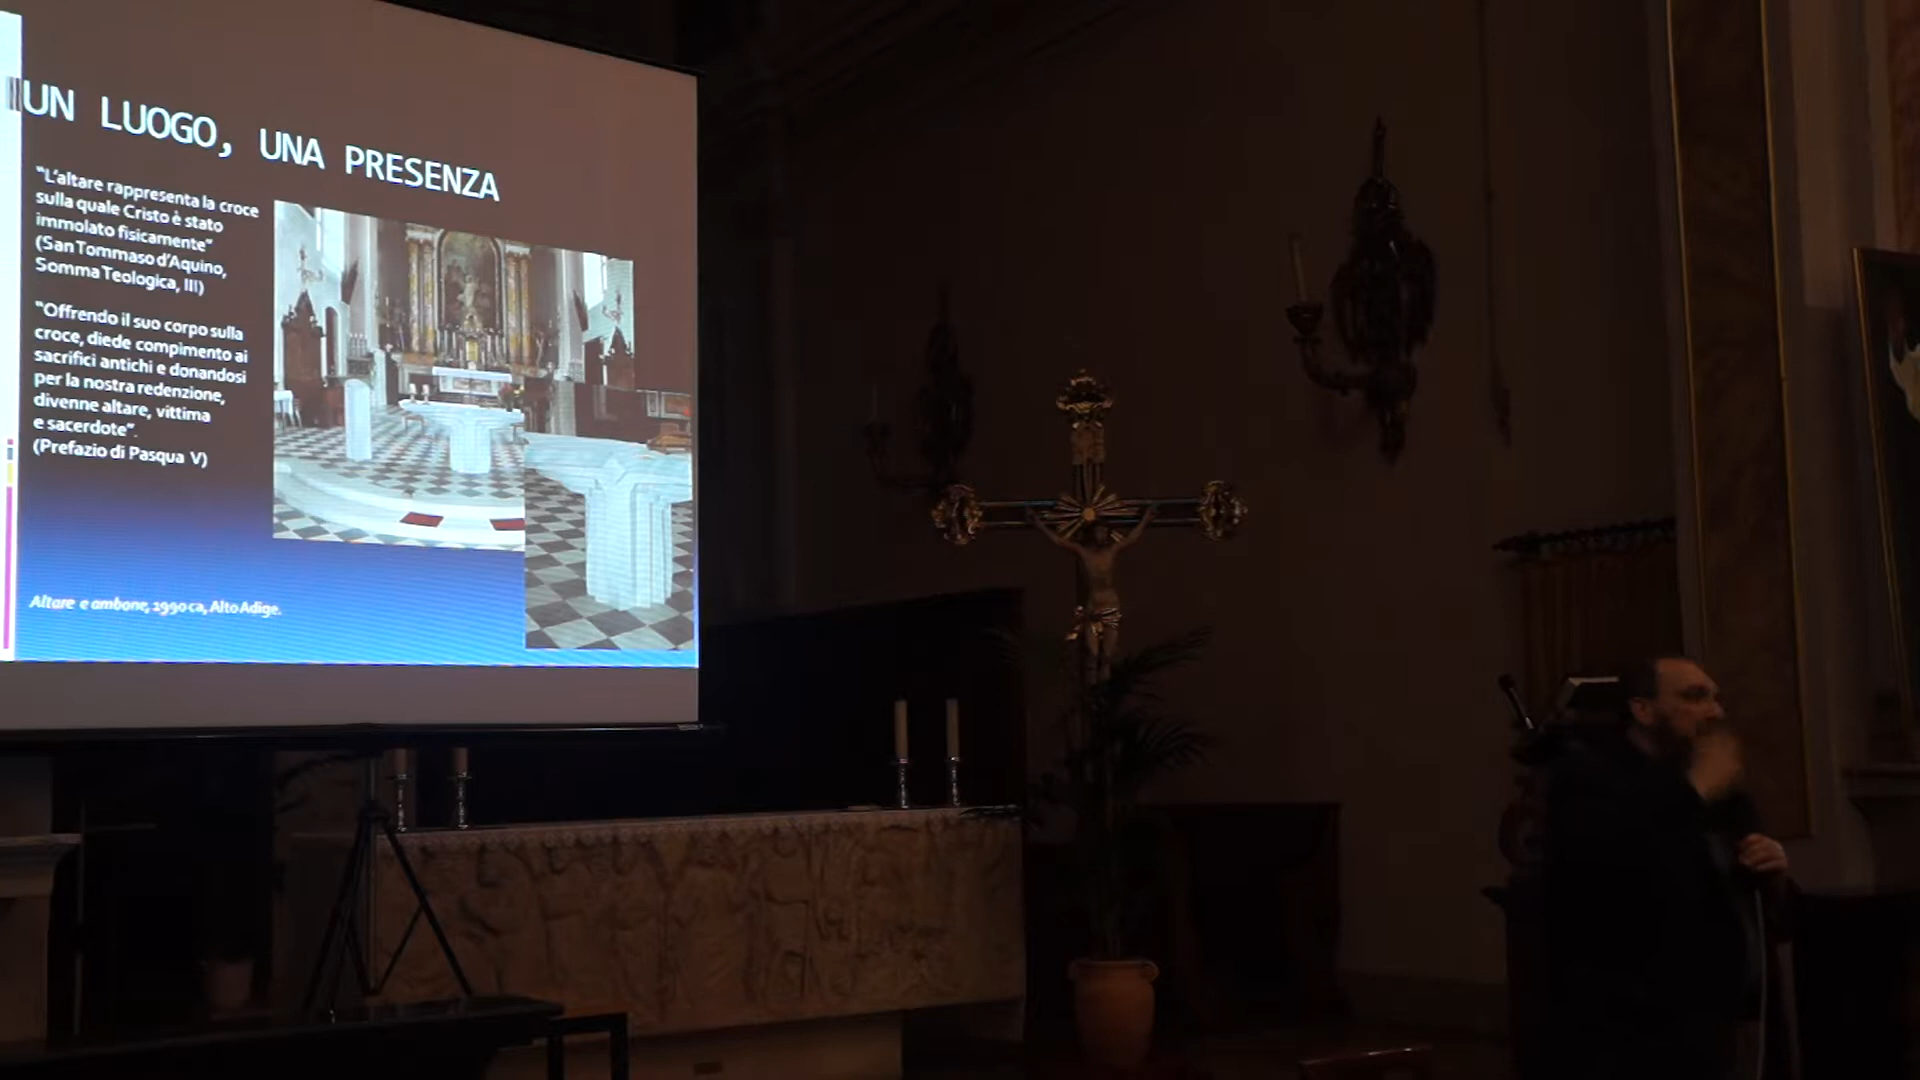 UN LUOGO, UNA PRESENZA
"L'altare rappresenta la croce
sulla quale Cristo è stato
immolato fisicamente"
(San Tommaso d'Aquino,
Somma Teologica, III)
"Offrendo il suo corpo sulla
croce, diede compimento ai
sacrifici antichi e donandosi
per la nostra redenzione,
divenne altare, vittima
e sacerdote".
(Prefazio di Pasqua V)
Altare e ambone, 1990 ca, Alto Adige.